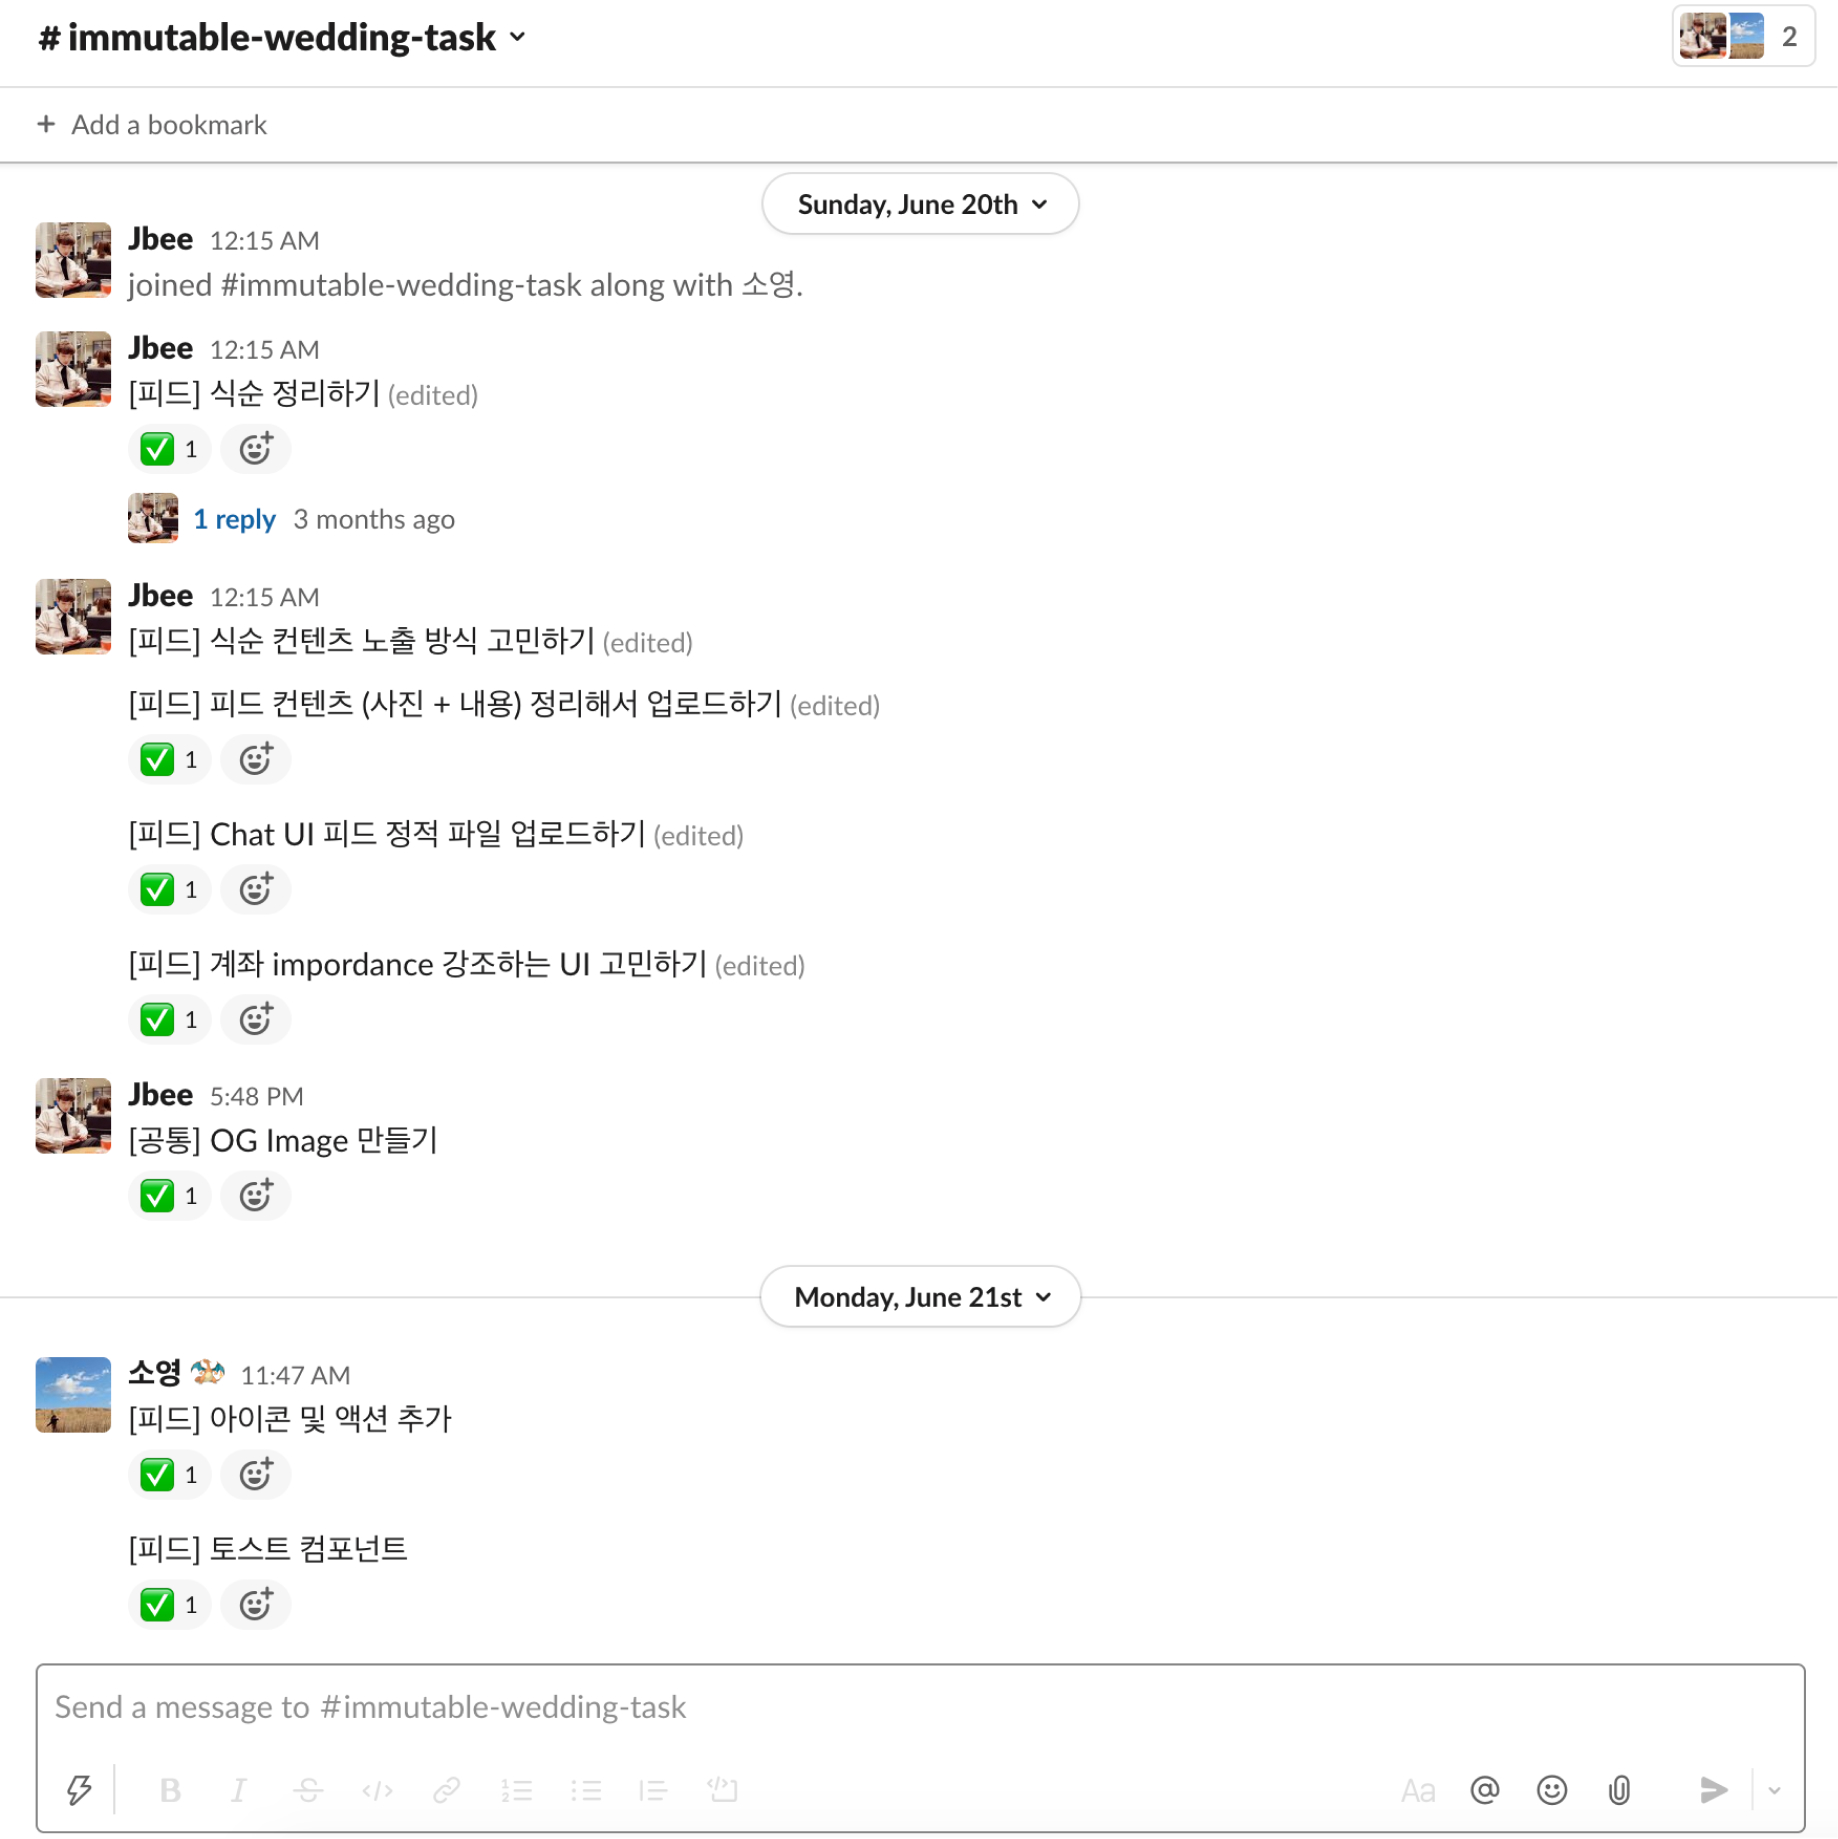 # immutable-wedding-task
2
+ Add a bookmark
Sunday, June 20th
Jbee 12:15 AM
joined #immutable-wedding-task along with 소영.
Jbee 12:15 AM
[피드] 식순 정리하기 (edited)
✅ 1
1 reply 3 months ago
Jbee 12:15 AM
[피드] 식순 컨텐츠 노출 방식 고민하기 (edited)
[피드] 피드 컨텐츠 (사진 + 내용) 정리해서 업로드하기 (edited)
✅ 1
[피드] Chat UI 피드 정적 파일 업로드하기 (edited)
✅ 1
[피드] 계좌 impordance 강조하는 UI 고민하기 (edited)
✅ 1
Jbee 5:48 PM
[공통] OG Image 만들기
✅ 1
Monday, June 21st
소영 11:47 AM
[피드] 아이콘 및 액션 추가
✅ 1
[피드] 토스트 컴포넌트
✅ 1
Send a message to #immutable-wedding-task
B I S </> Aa @